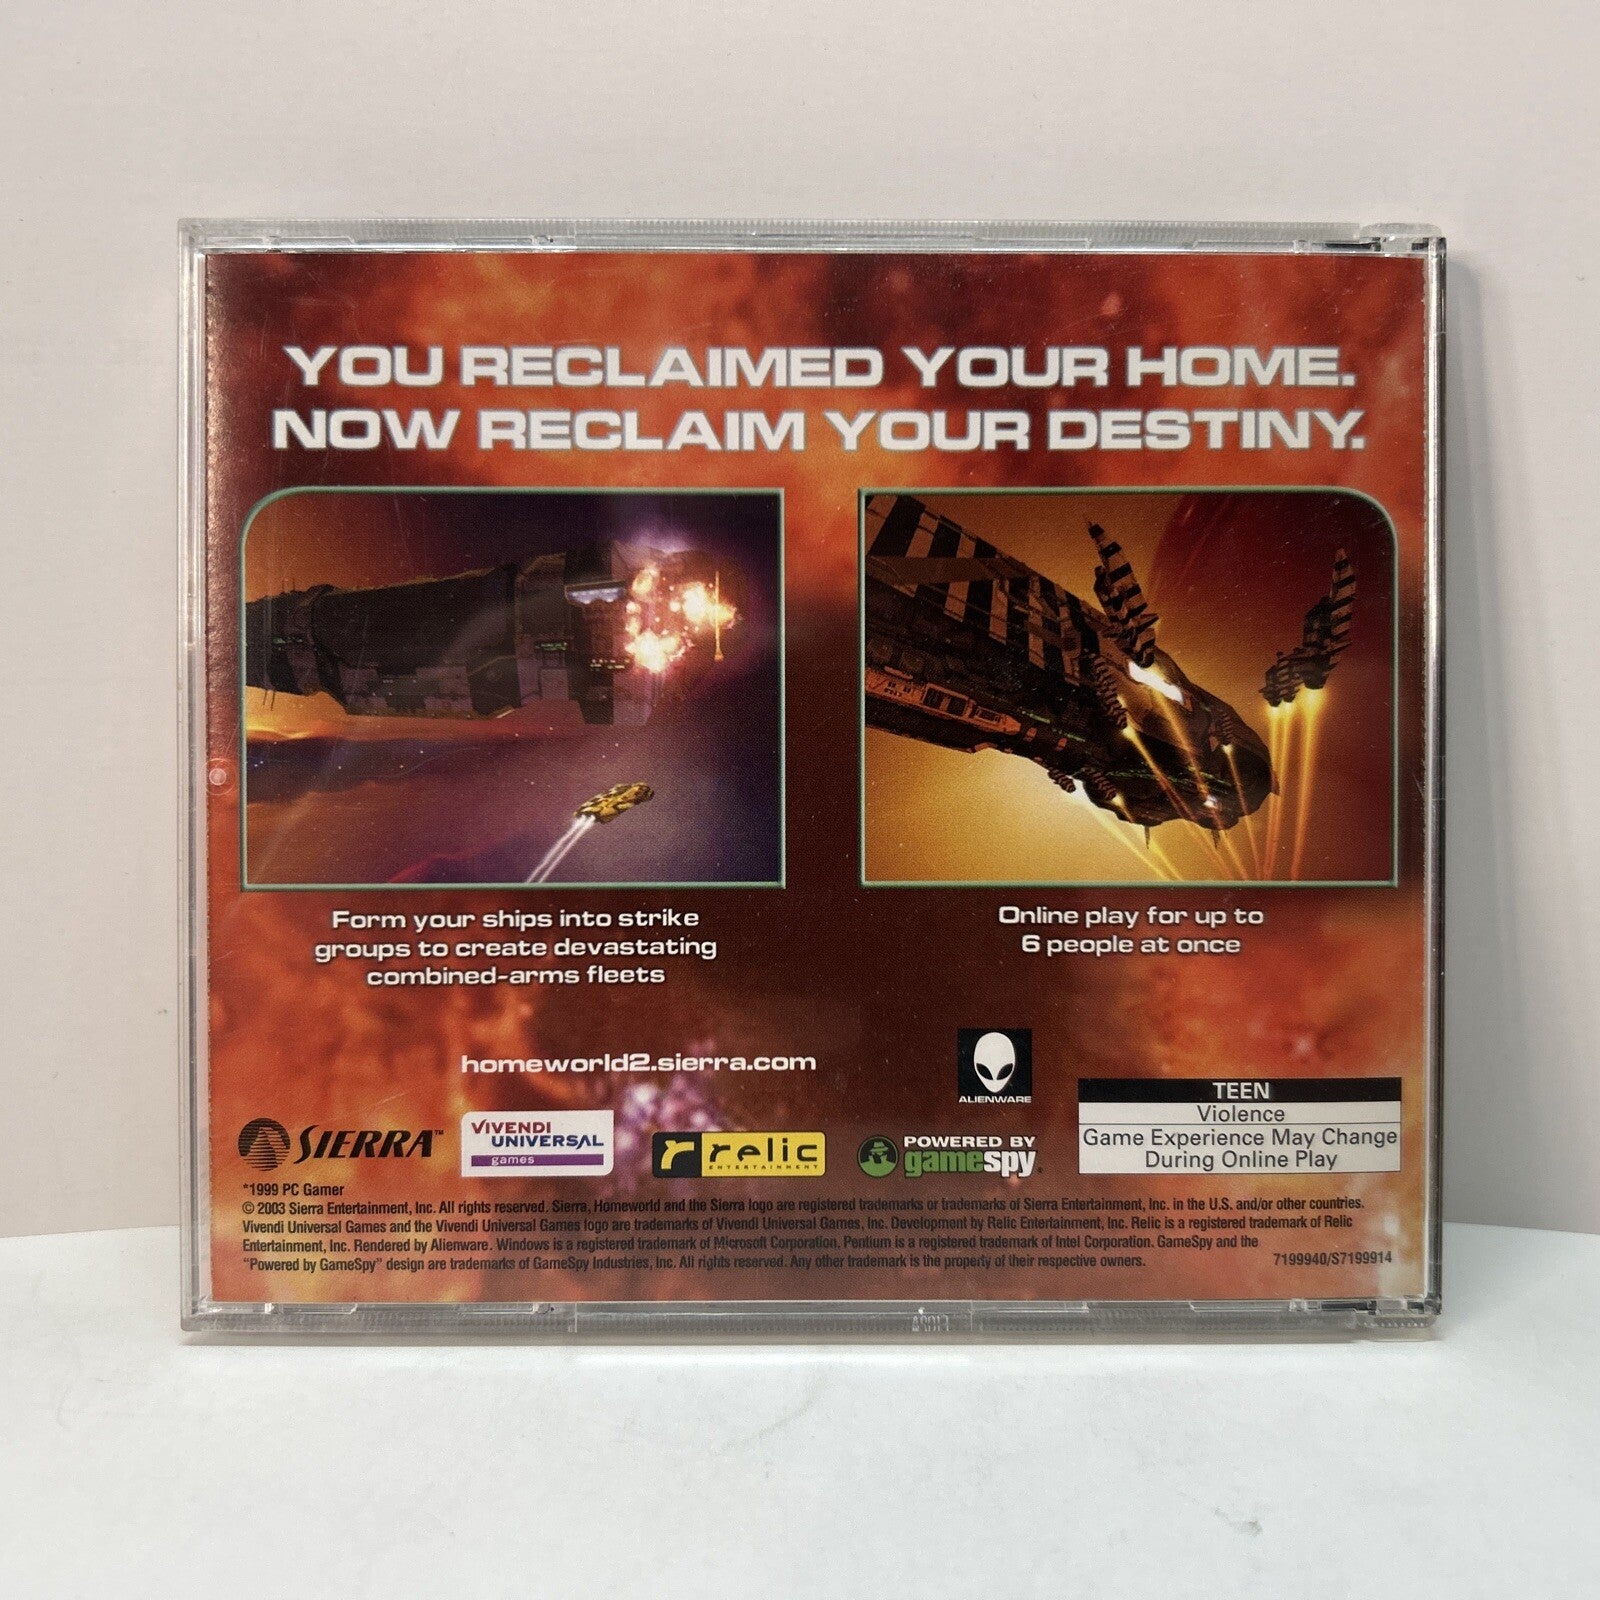 YOU RECLAIMED YOUR HOME.
NOW RECLAIM YOUR DESTINY.
Form your ships into strike
groups to create devastating
combined-arms fleets
Online play for up to
6 people at once
homeworld2.sierra.com
ALIENWARE
SIERRA™
VIVENDI
UNIVERSAL
games
relic
ENTERTAINMENT
POWERED BY
gamespy
TEEN
Violence
Game Experience May Change
During Online Play
*1999 PC Gamer
© 2003 Sierra Entertainment, Inc. All rights reserved. Sierra, Homeworld and the Sierra logo are registered trademarks or trademarks of Sierra Entertainment, Inc. in the U.S. and/or other countries.
Vivendi Universal Games and the Vivendi Universal Games logo are trademarks of Vivendi Universal Games, Inc. Development by Relic Entertainment, Inc. Relic is a registered trademark of Relic
Entertainment, Inc. Rendered by Alienware. Windows is a registered trademark of Microsoft Corporation. Pentium is a registered trademark of Intel Corporation. GameSpy and the
"Powered by GameSpy" design are trademarks of GameSpy Industries, Inc. All rights reserved. Any other trademark is the property of their respective owners.
7199940/S7199914